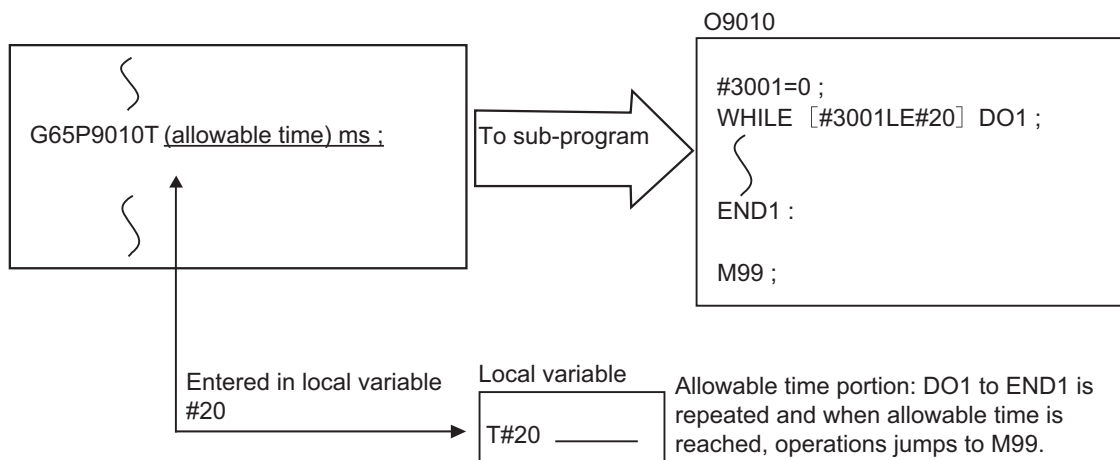 G65P9010T (allowable time) ms ;
To sub-program
O9010
#3001=0 ;
WHILE [#3001LE#20] DO1 ;
END1 :
M99 ;
Entered in local variable
#20
Local variable
T#20
Allowable time portion: DO1 to END1 is
repeated and when allowable time is
reached, operations jumps to M99.